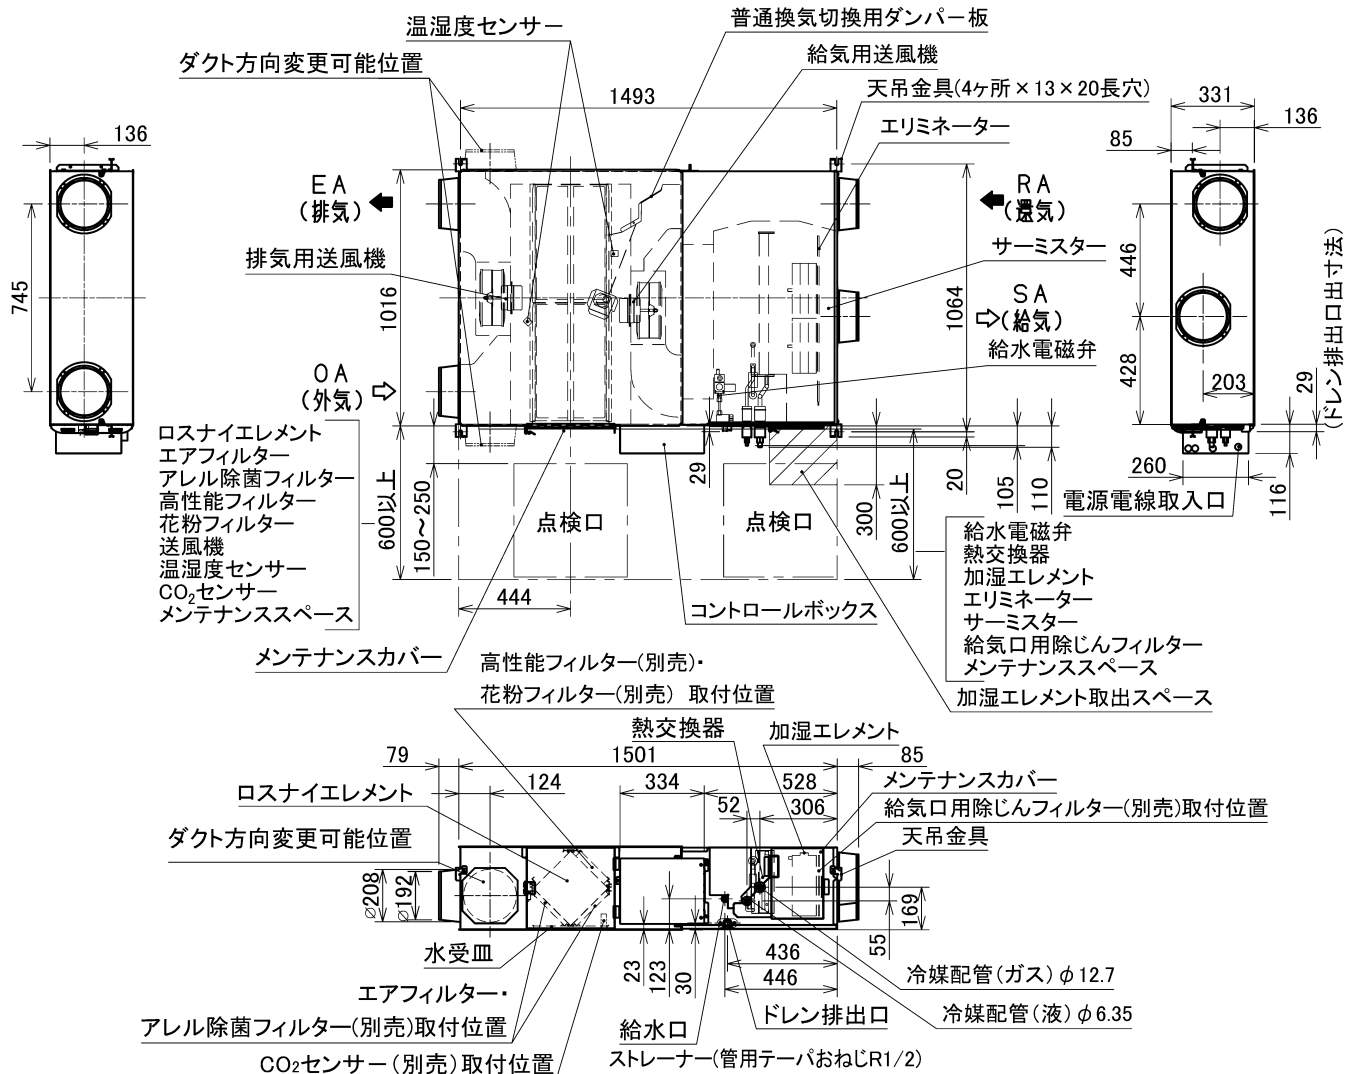 温湿度センサー
普通換気切換用ダンパー板
ダクト方向変更可能位置
給気用送風機
1493
天吊金具(4ヶ所×13×20長穴)
331
136
136
85
エリミネーター
EA
(排気)
RA
(還気)
排気用送風機
サーミスター
745
1016
1064
446
SA
(給気)
給水電磁弁
OA
(外気)
428
203
29
(ドレン排出口出寸法)
ロスナイエレメント
エアフィルター
アレル除菌フィルター
高性能フィルター
花粉フィルター
送風機
温湿度センサー
CO2センサー
メンテナンススペース
600以上
150~250
点検口
29
点検口
300
600以上
20
105
110
260
116
電源電線取入口
給水電磁弁
熱交換器
加湿エレメント
エリミネーター
サーミスター
給気口用除じんフィルター
メンテナンススペース
444
コントロールボックス
メンテナンスカバー
高性能フィルター(別売)・
花粉フィルター(別売) 取付位置
加湿エレメント取出スペース
熱交換器
加湿エレメント
79
1501
85
124
334
528
メンテナンスカバー
ロスナイエレメント
52
306
給気口用除じんフィルター(別売)取付位置
ダクト方向変更可能位置
天吊金具
⌀208
⌀192
169
55
水受皿
23
123
30
436
446
冷媒配管(ガス)φ12.7
エアフィルター・
アレル除菌フィルター(別売)取付位置
給水口
ドレン排出口
冷媒配管(液)φ6.35
CO2センサー(別売)取付位置
ストレーナー(管用テーパおねじR1/2)